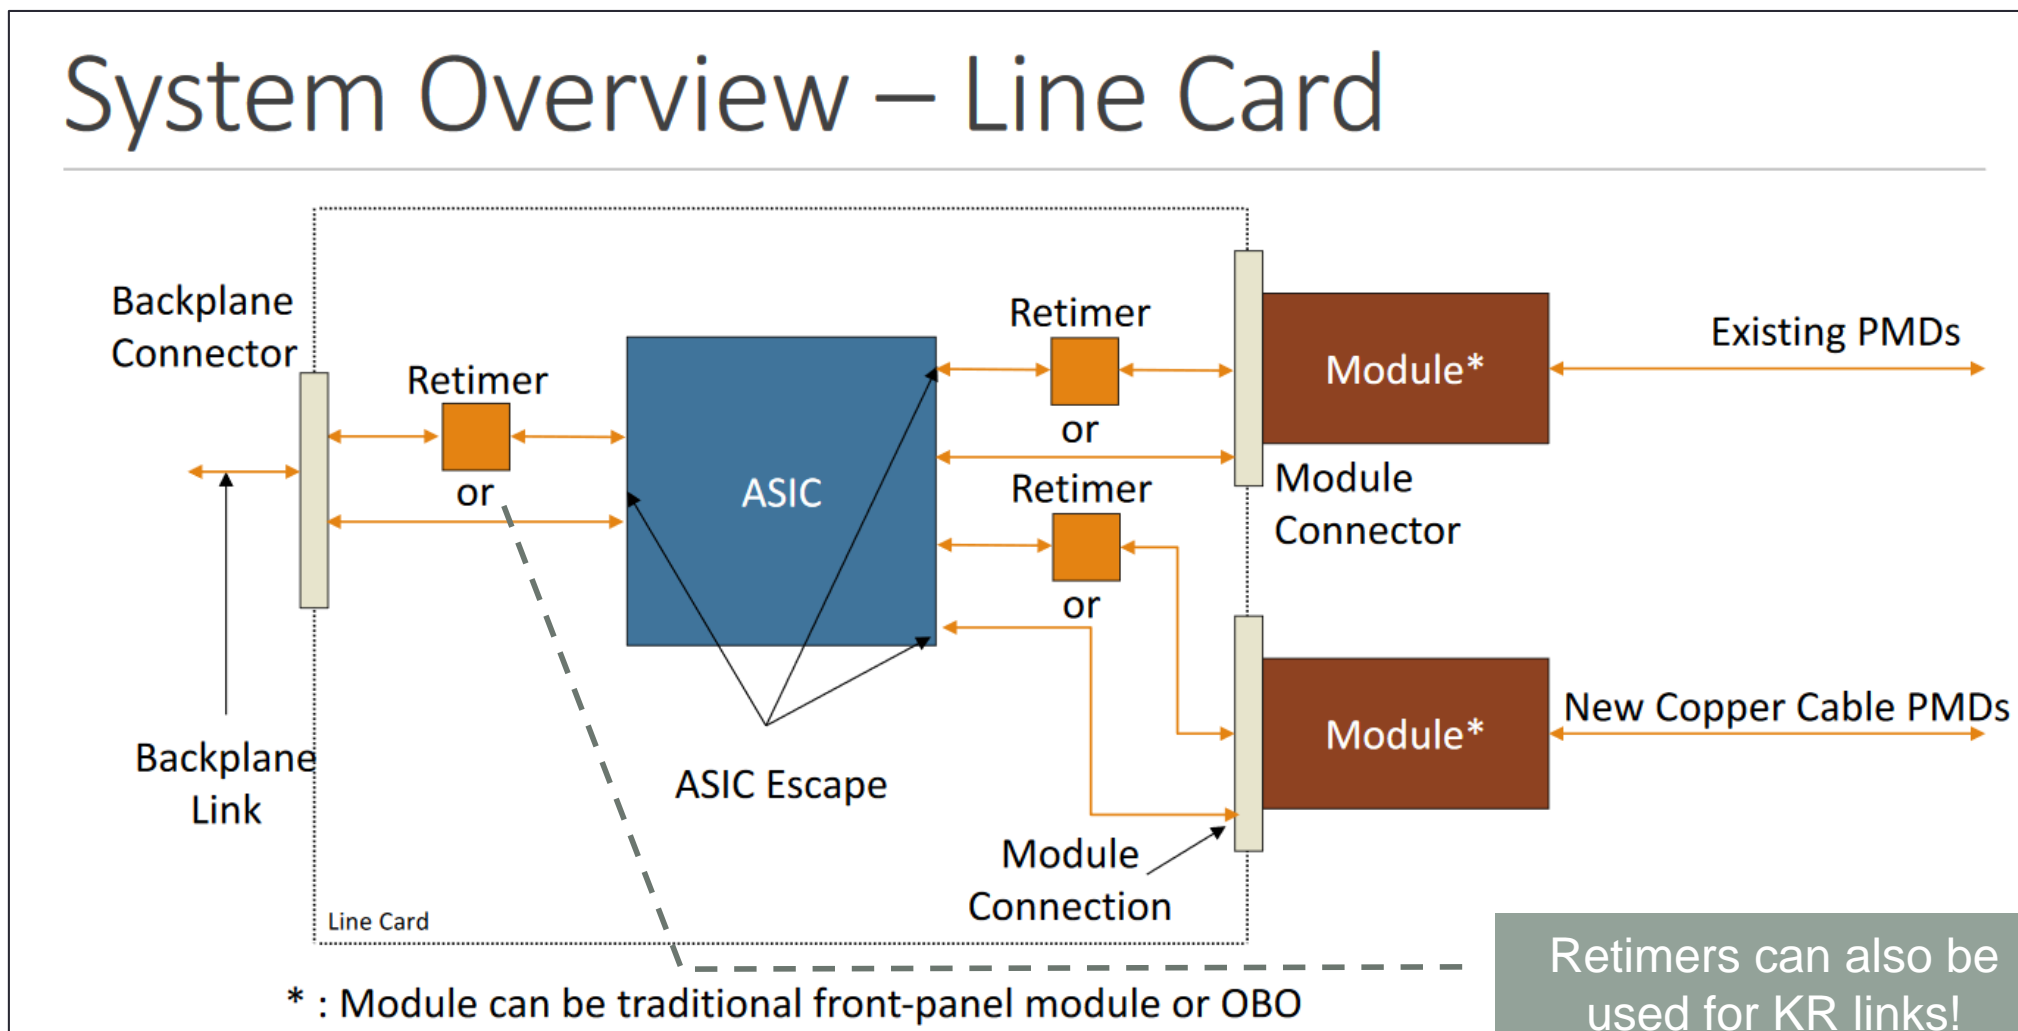 System Overview – Line Card
Backplane
Connector
Retimer
or
Retimer
or
Module*
Existing PMDs
ASIC
Retimer
or
Module
Connector
Module*
New Copper Cable PMDs
Backplane
Link
ASIC Escape
Module
Connection
Line Card
* : Module can be traditional front-panel module or OBO
Retimers can also be
used for KR links!